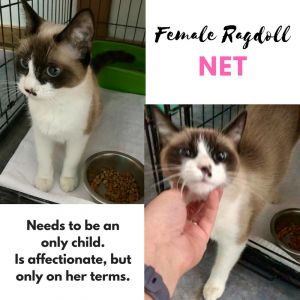 Female Ragdoll
NET
Needs to be an
only child.
Is affectionate, but
only on her terms.